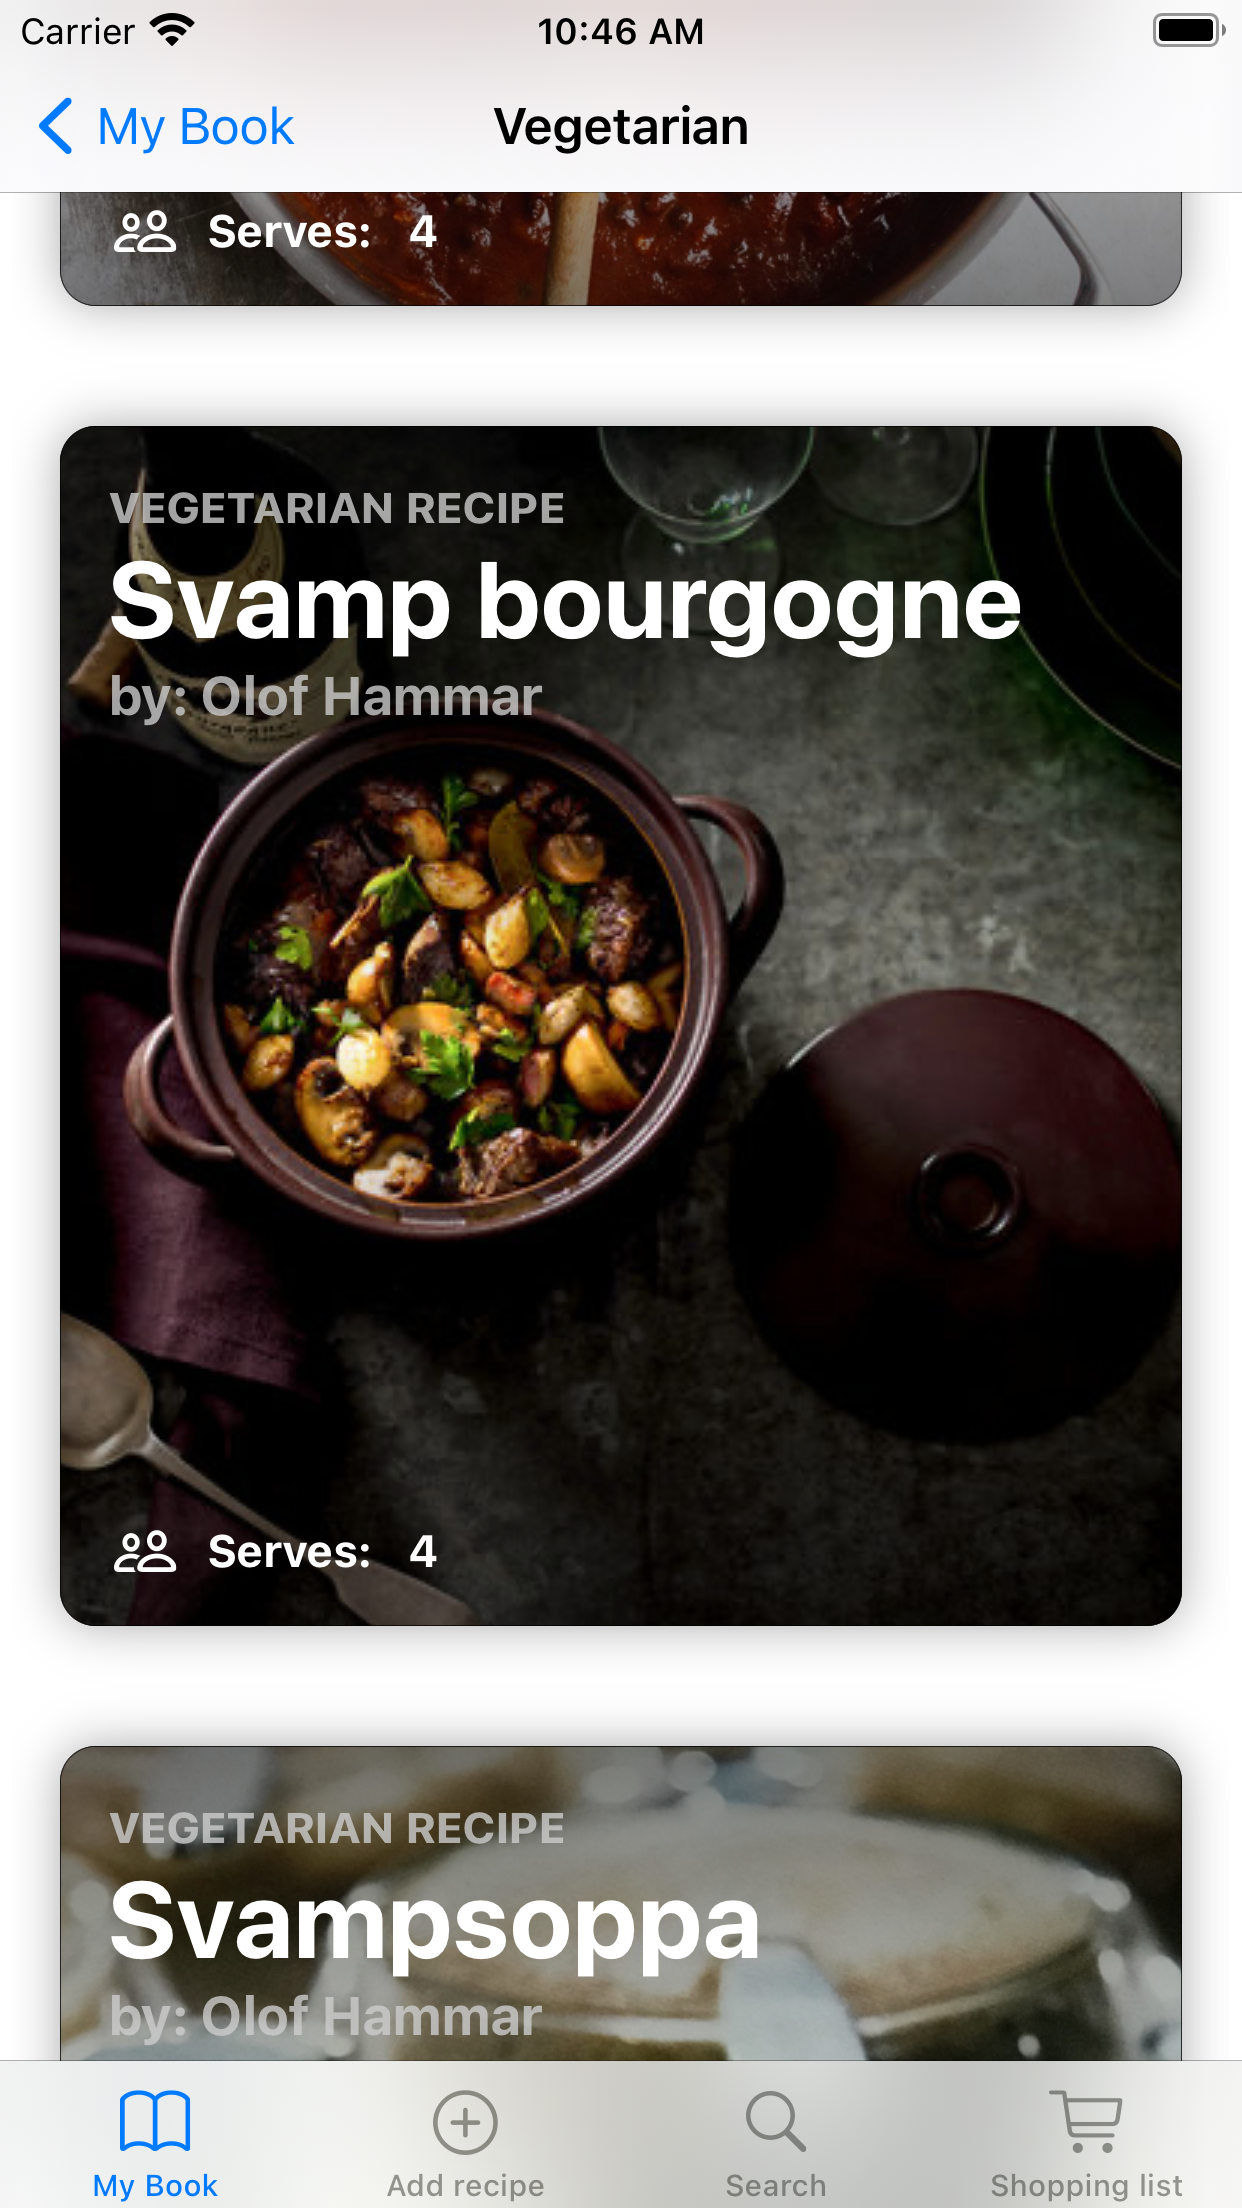 Carrier 10:46 AM
My Book Vegetarian
Serves: 4
VEGETARIAN RECIPE
Svamp bourgogne
by: Olof Hammar
Serves: 4
VEGETARIAN RECIPE
Svampsoppa
by: Olof Hammar
My Book Add recipe Search Shopping list